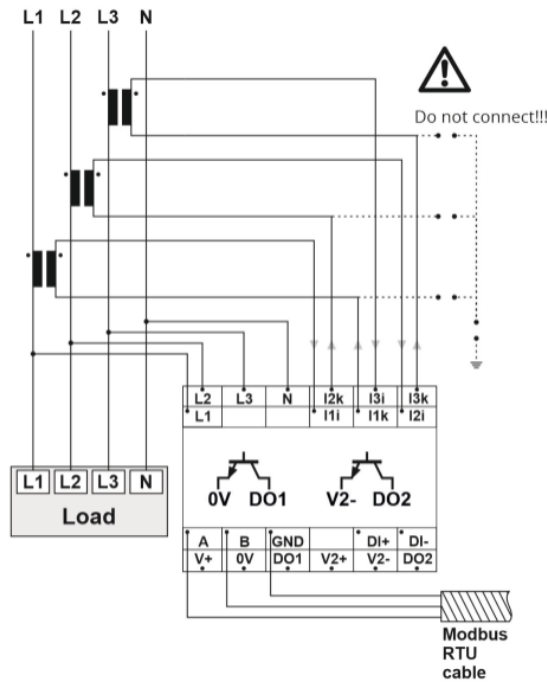 L1 L2 L3 N
Do not connect!!!
L2 L3 N I2k I3i I3k
L1 I1i I1k I2i
0V DO1 V2- DO2
L1 L2 L3 N
Load
A B GND DI+ DI-
V+ 0V DO1 V2+ V2- DO2
Modbus
RTU
cable